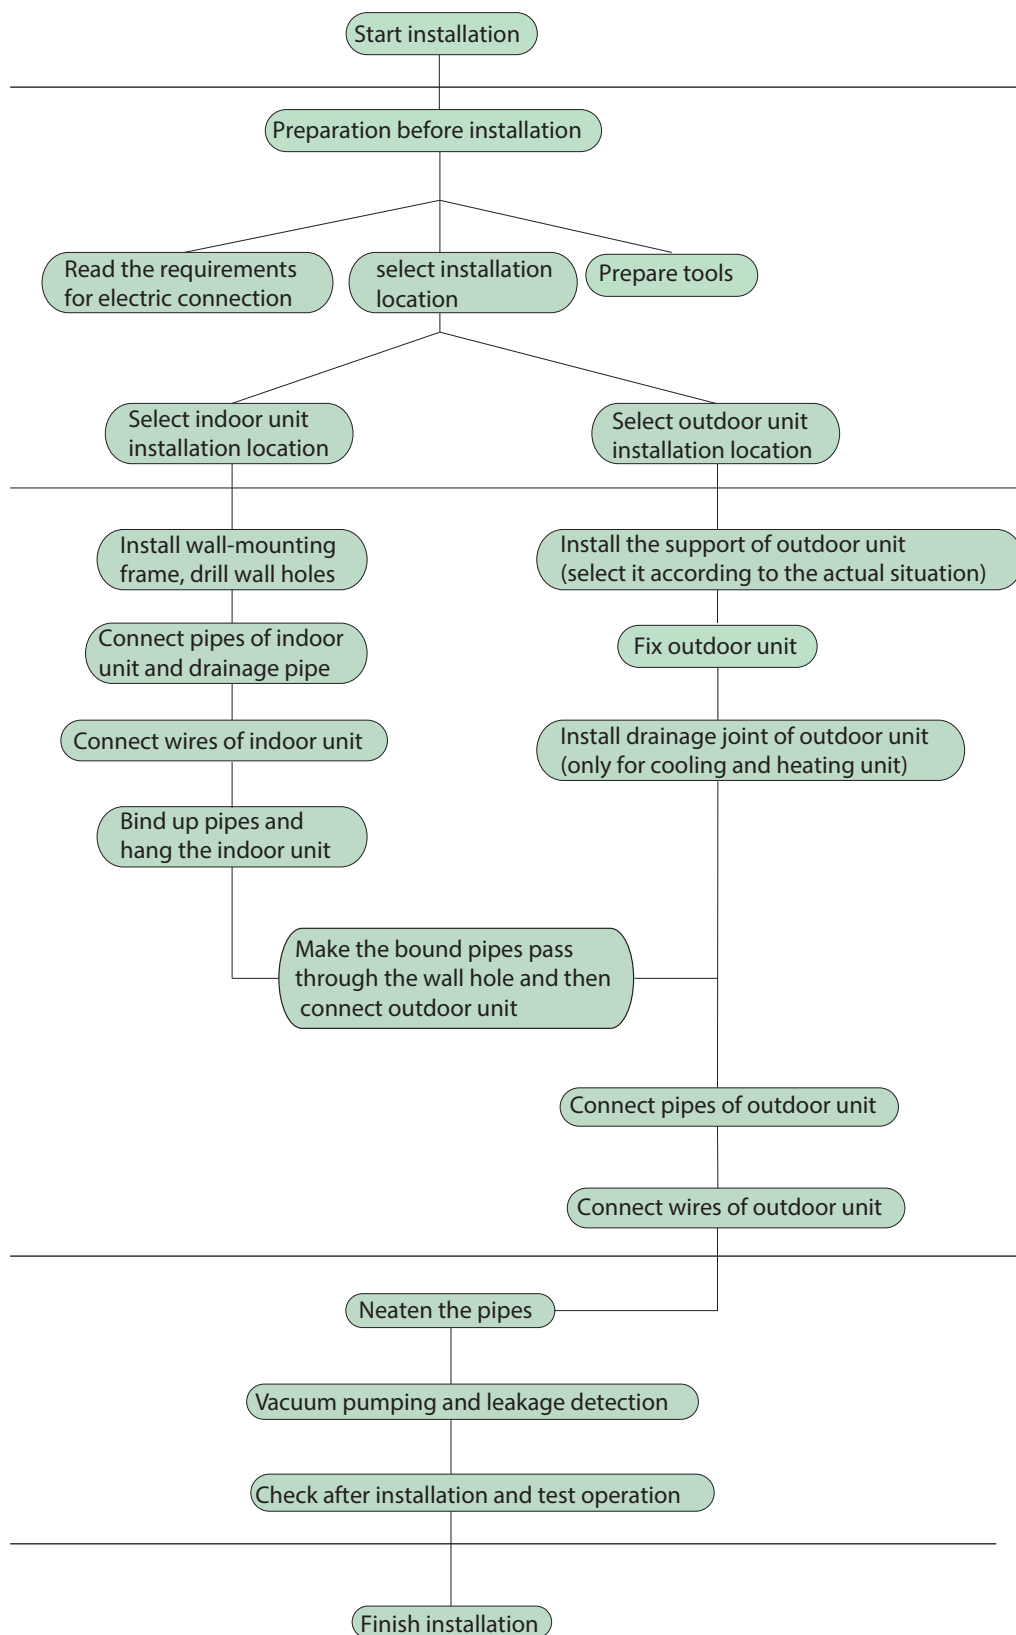 Start installation
Preparation before installation
Read the requirements
for electric connection
select installation
location
Prepare tools
Select indoor unit
installation location
Select outdoor unit
installation location
Install wall-mounting
frame, drill wall holes
Install the support of outdoor unit
(select it according to the actual situation)
Connect pipes of indoor
unit and drainage pipe
Fix outdoor unit
Connect wires of indoor unit
Install drainage joint of outdoor unit
(only for cooling and heating unit)
Bind up pipes and
hang the indoor unit
Make the bound pipes pass
through the wall hole and then
connect outdoor unit
Connect pipes of outdoor unit
Connect wires of outdoor unit
Neaten the pipes
Vacuum pumping and leakage detection
Check after installation and test operation
Finish installation